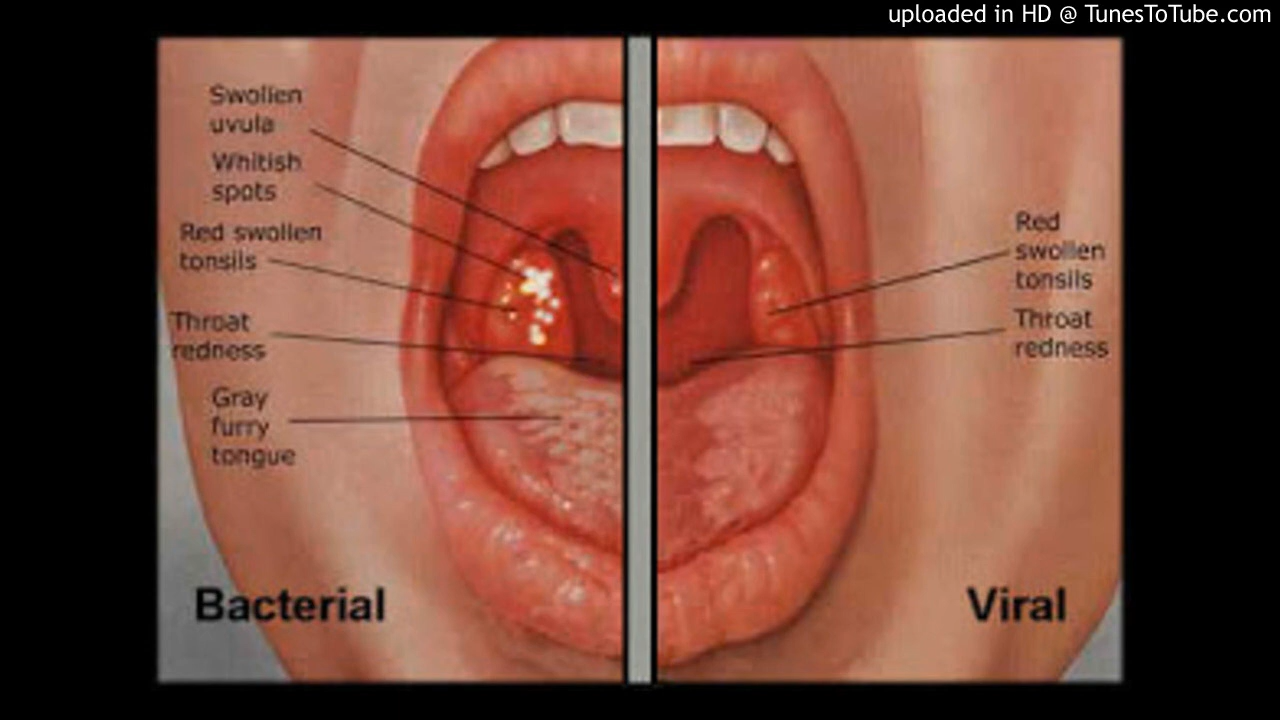 uploaded in HD @ TunesToTube.com
Swollen
uvula
Whitish
spots
Red swollen
tonsils
Throat
redness
Gray
furry
tongue
Bacterial
Red
swollen
tonsils
Throat
redness
Viral